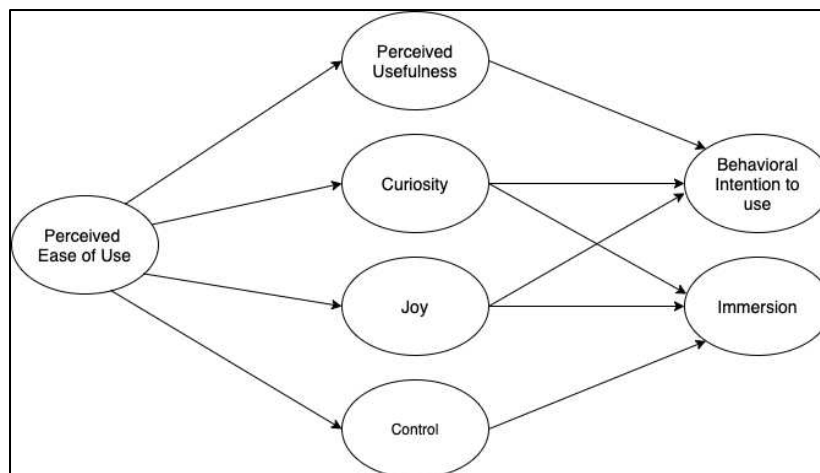 Perceived
Usefulness
Curiosity
Behavioral
Intention to
use
Perceived
Ease of Use
Joy
Immersion
Control